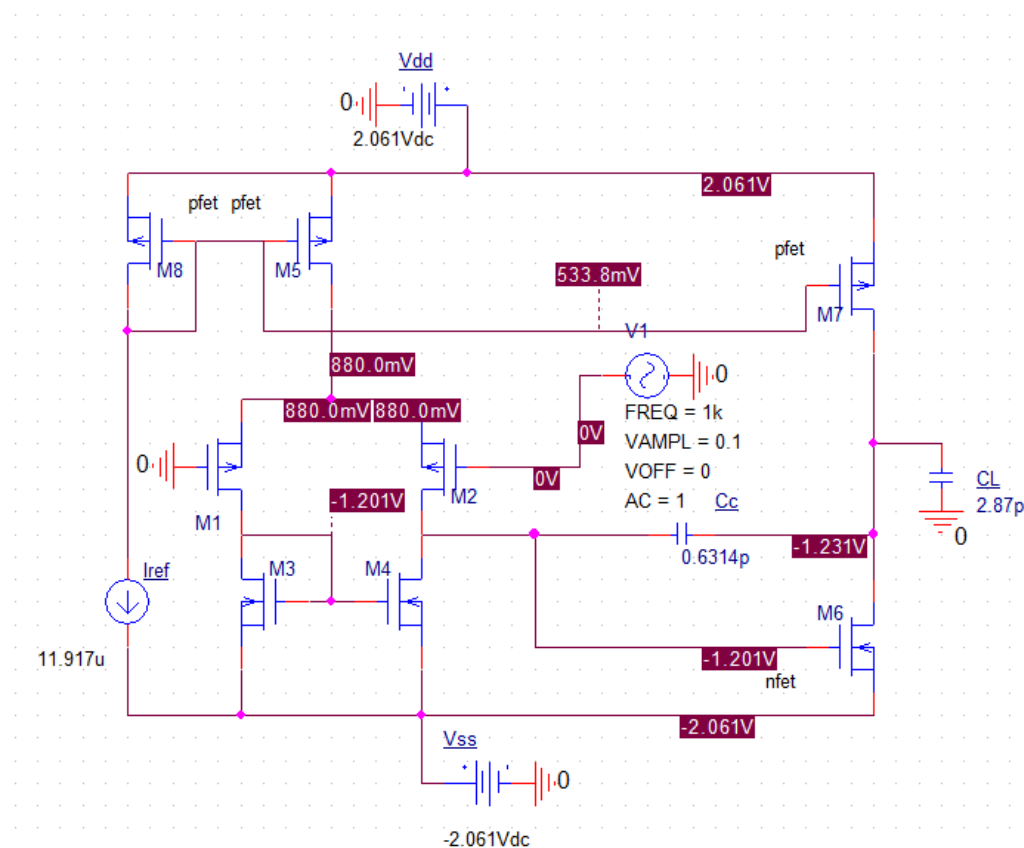 Vdd
0
2.061Vdc
2.061V
pfet pfet
M8
M5
pfet
533.8mV
M7
V1
880.0mV
0
880.0mV
880.0mV
FREQ = 1k
VAMPL = 0.1
VOFF = 0
AC = 1
0V
0V
0
M1
M2
-1.201V
Cc
0.6314p
-1.231V
CL
2.87p
0
Iref
11.917u
M3
M4
M6
-1.201V
nfet
-2.061V
Vss
0
-2.061Vdc